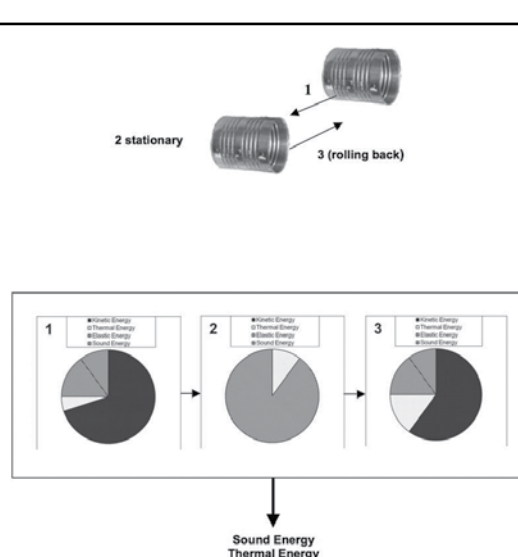 1
2 stationary
3 (rolling back)
1
Kinetic Energy
Thermal Energy
Elastic Energy
Sound Energy
2
Kinetic Energy
Thermal Energy
Elastic Energy
Sound Energy
3
Kinetic Energy
Thermal Energy
Elastic Energy
Sound Energy
Sound Energy
Thermal Energy